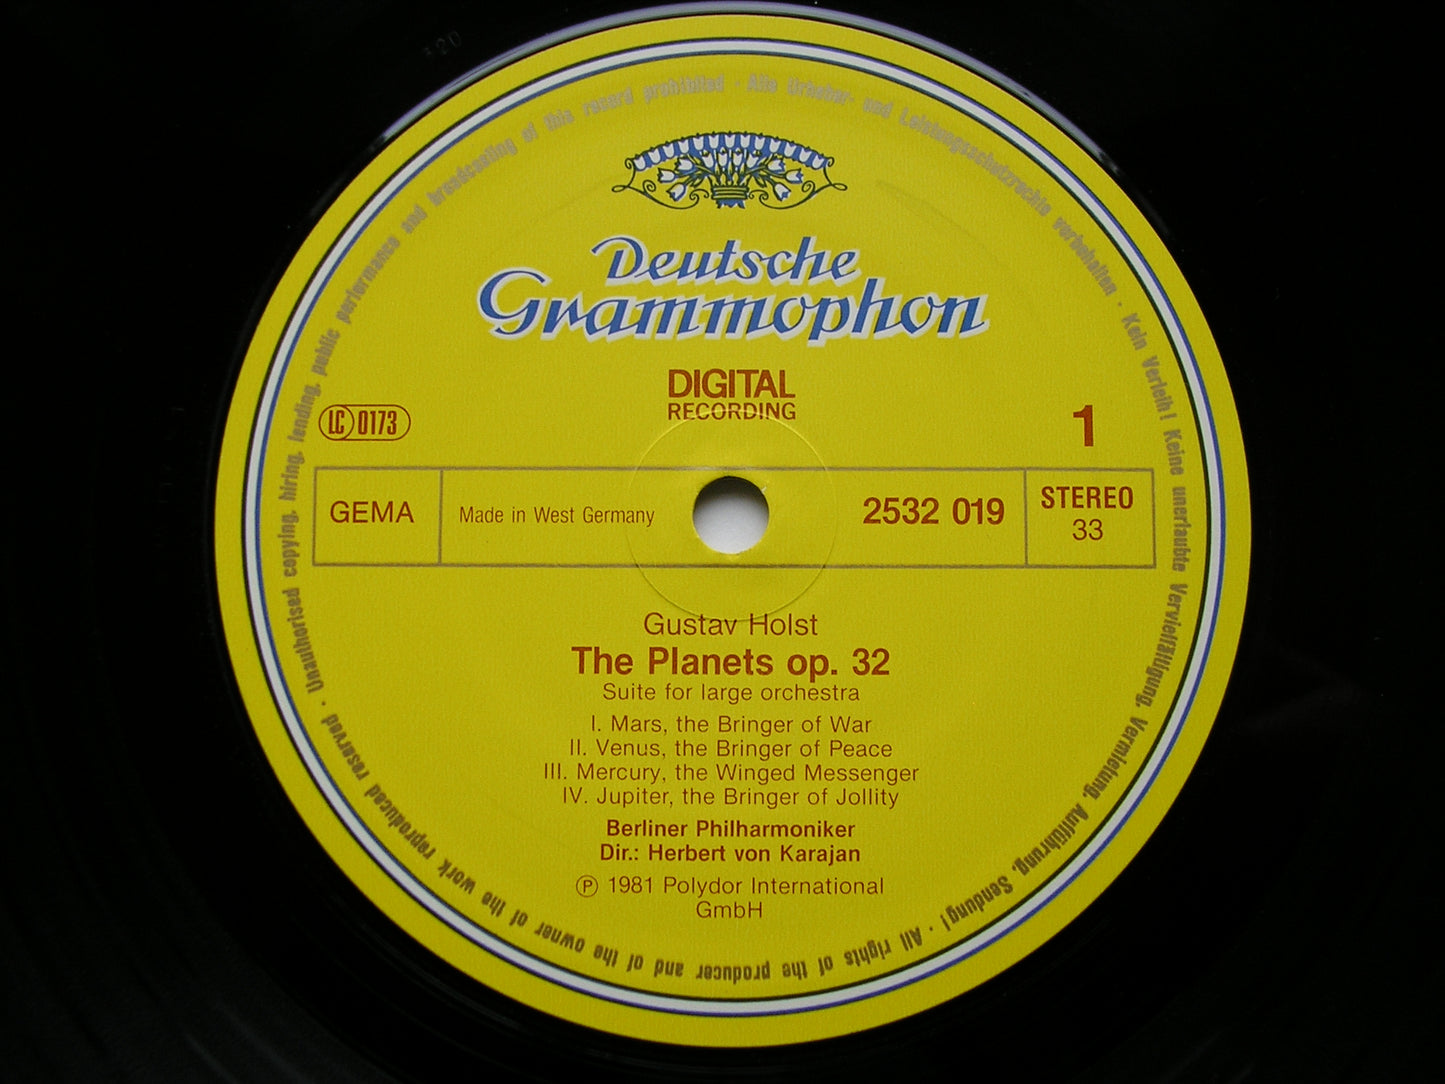 Deutsche
Grammophon
DIGITAL
RECORDING
LC 0173
1
GEMA
Made in West Germany
2532 019
STEREO
33
Gustav Holst
The Planets op. 32
Suite for large orchestra
I. Mars, the Bringer of War
II. Venus, the Bringer of Peace
III. Mercury, the Winged Messenger
IV. Jupiter, the Bringer of Jollity
Berliner Philharmoniker
Dir.: Herbert von Karajan
℗ 1981 Polydor International
GmbH
Alle Urheber- und Leistungsschutzrechte vorbehalten · Kein Verleih! Keine unerlaubte Vervielfältigung, Vermietung, Aufführung, Sendung! · All rights of the producer and of the owner of the work reproduced reserved · Unauthorised copying, hiring, lending, public performance and broadcasting of this record prohibited ·